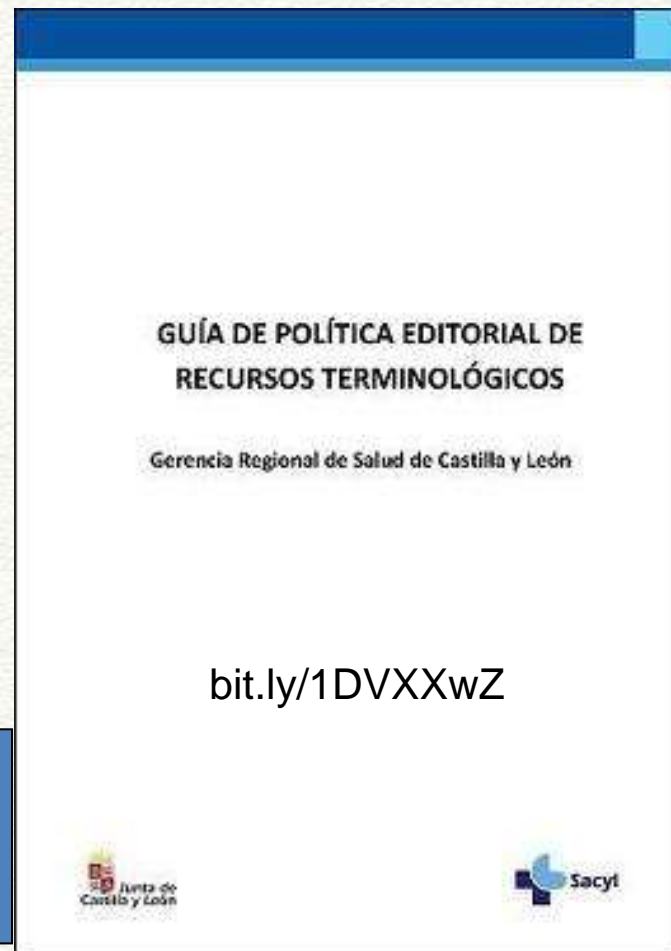 GUÍA DE POLÍTICA EDITORIAL DE
RECURSOS TERMINOLÓGICOS
Gerencia Regional de Salud de Castilla y León
bit.ly/1DVXXwZ
Junta de
Castilla y León
Sacyl